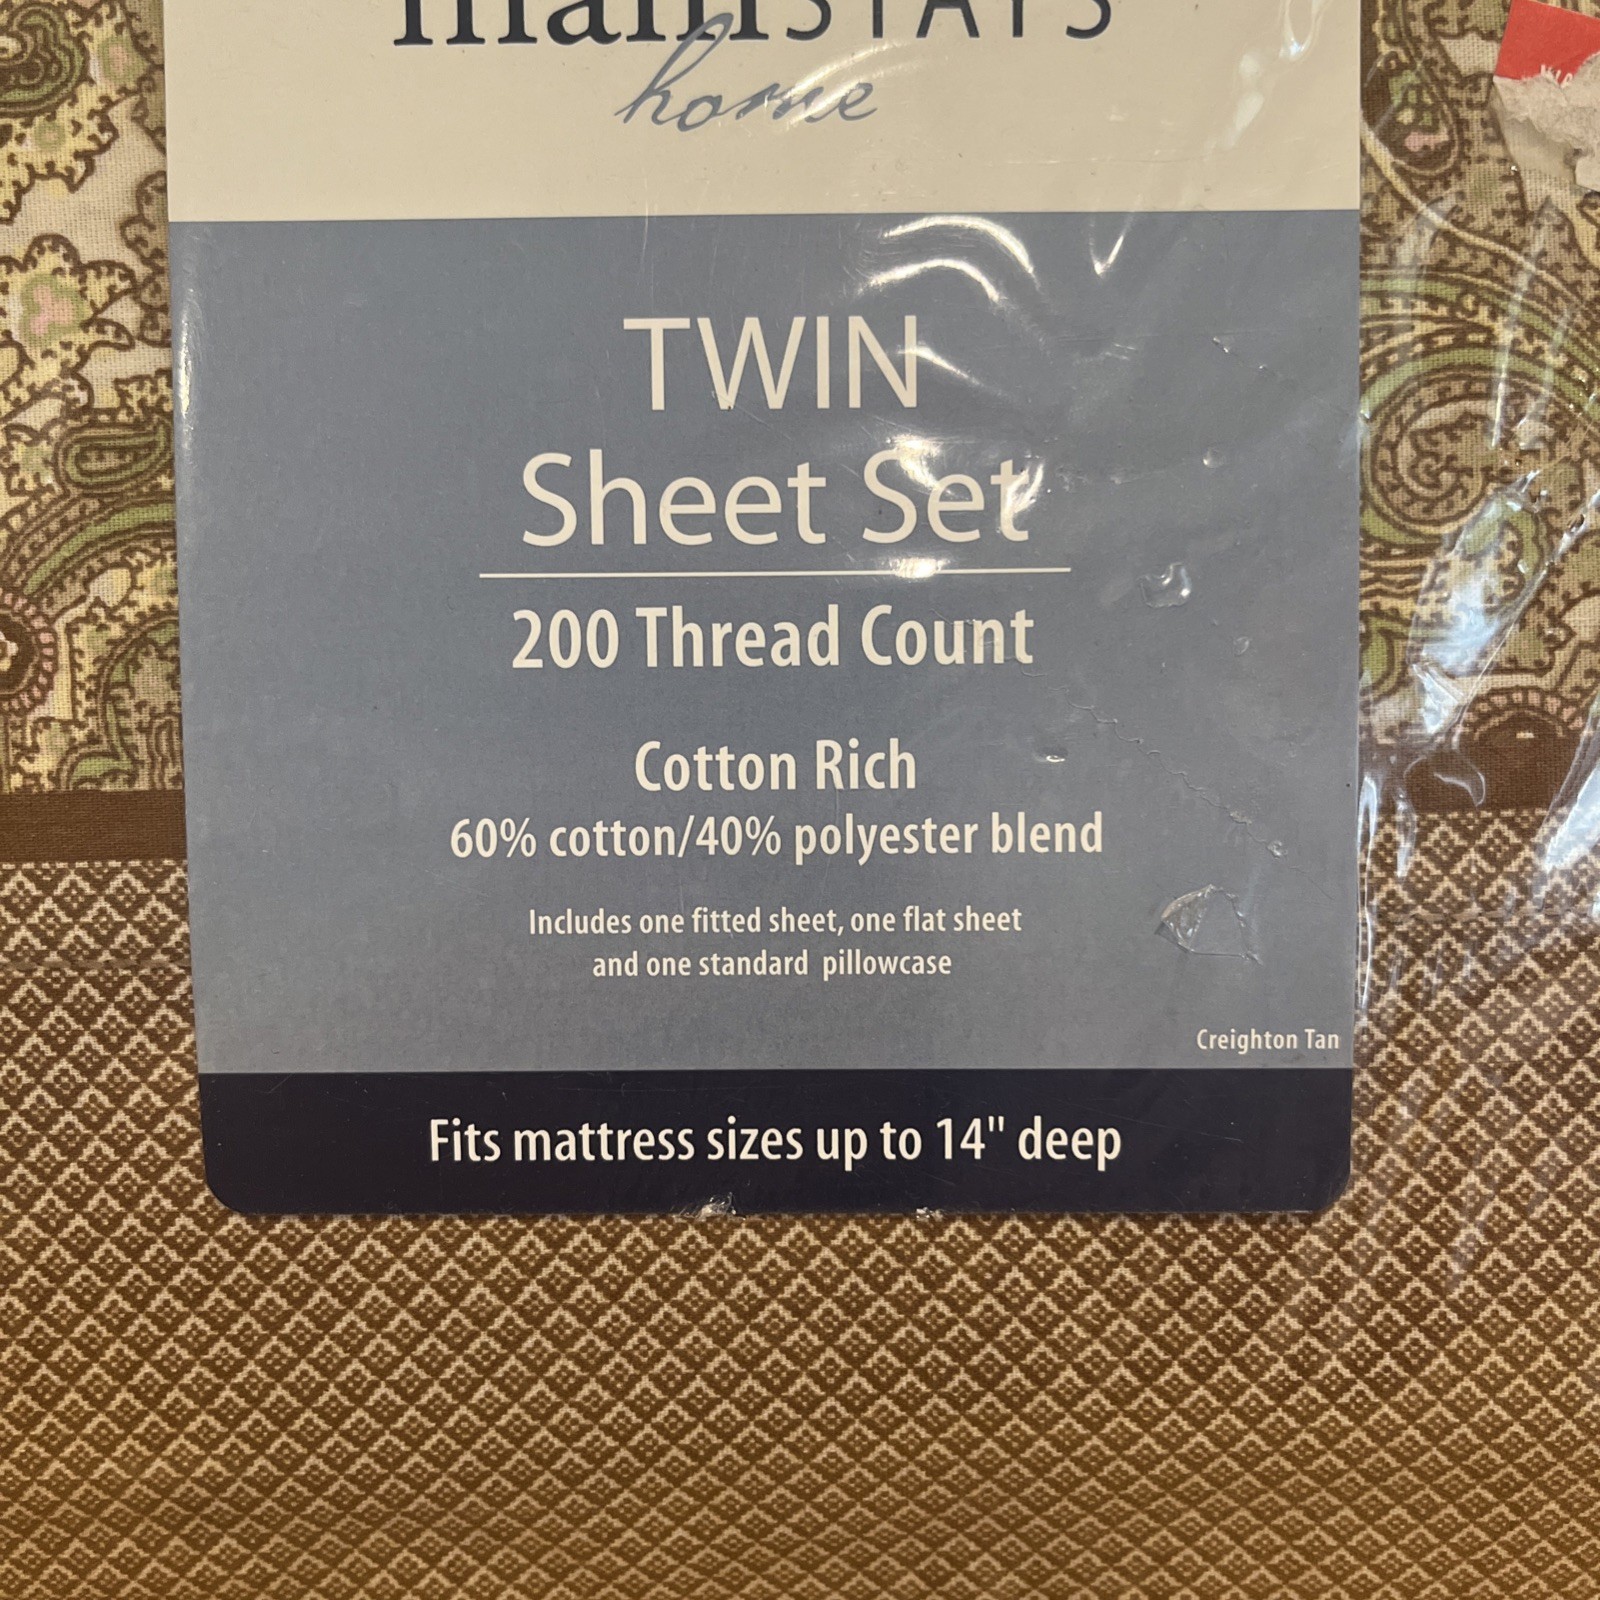 mainSTAYS
home
TWIN
Sheet Set
200 Thread Count
Cotton Rich
60% cotton/40% polyester blend
Includes one fitted sheet, one flat sheet
and one standard pillowcase
Creighton Tan
Fits mattress sizes up to 14" deep